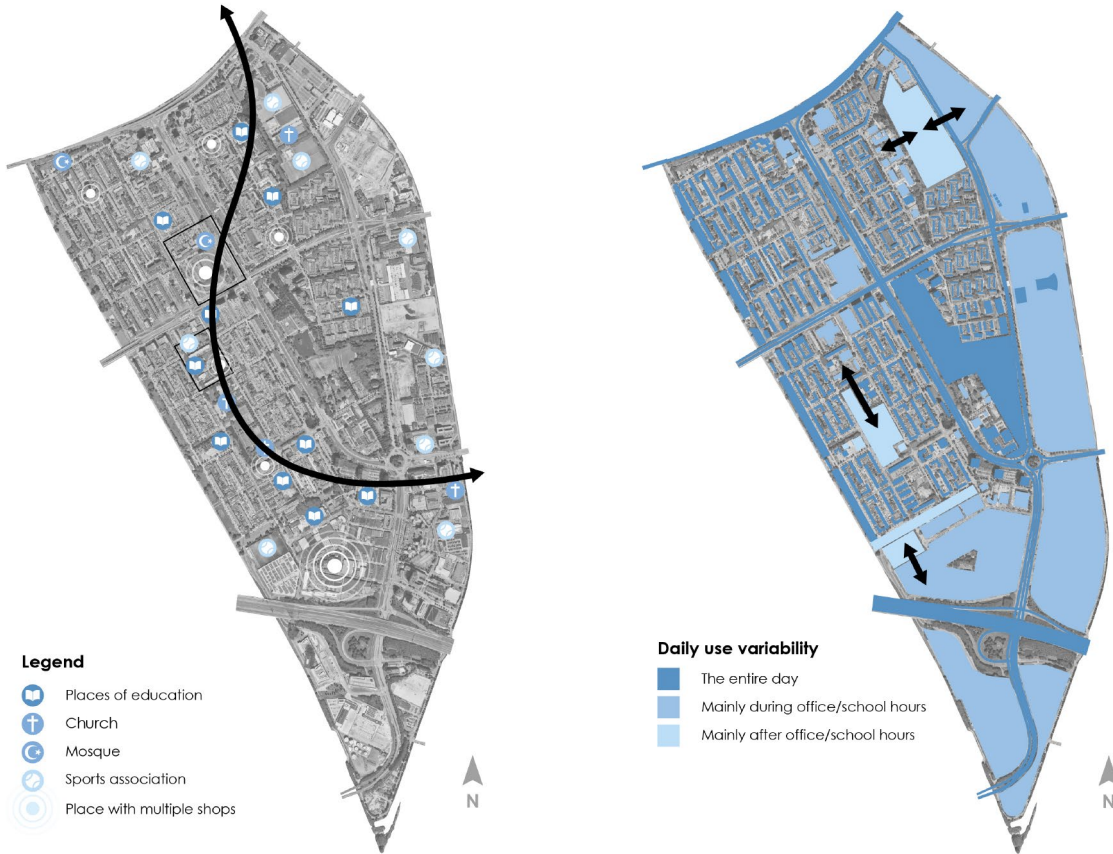 Legend
Places of education
Church
Mosque
Sports association
Place with multiple shops
N
Daily use variability
The entire day
Mainly during office/school hours
Mainly after office/school hours
N